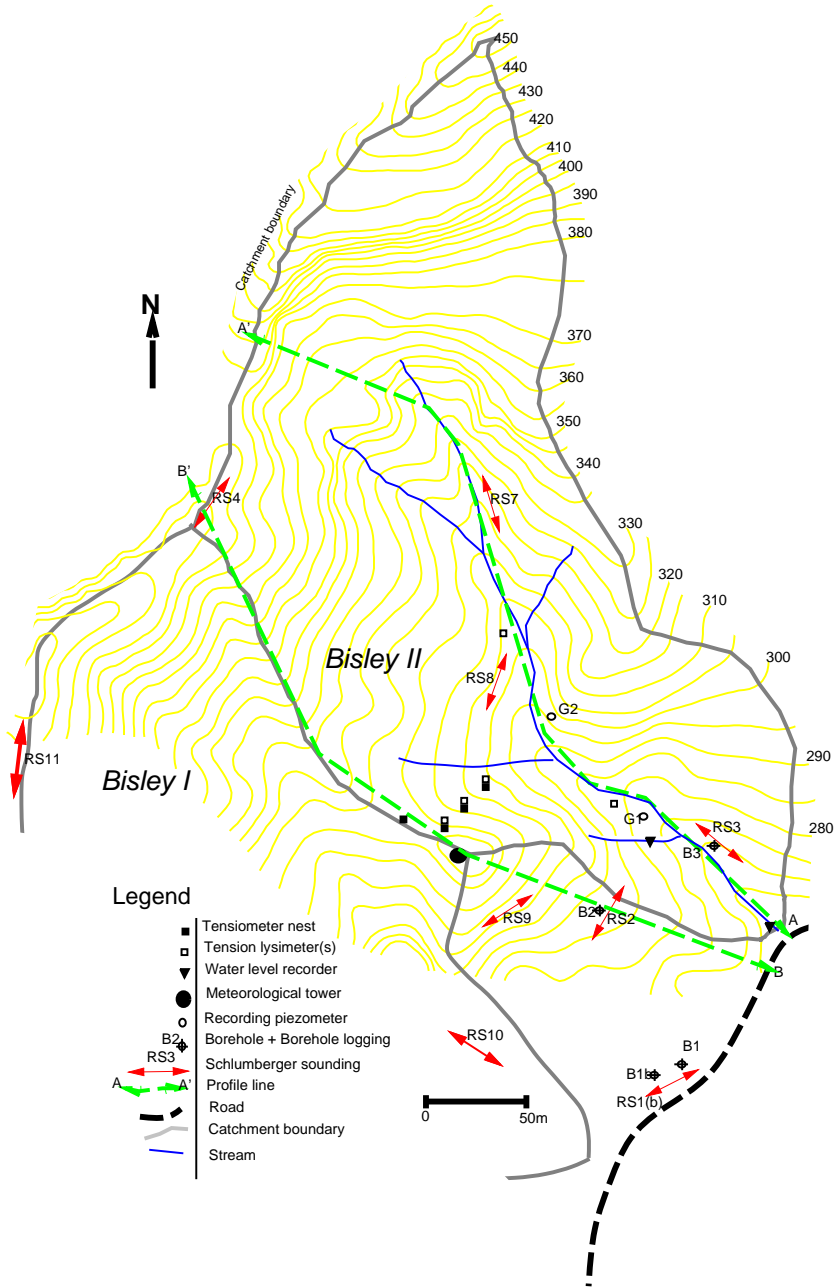 450
440
430
420
410
400
390
380
Catchment boundary
N
A’
370
360
350
340
B’
RS4
RS7
330
320
310
Bisley II
RS8
300
G2
RS11
Bisley I
290
280
G1
RS3
B3
Legend
RS9
B2
RS2
A
B
Tensiometer nest
Tension lysimeter(s)
Water level recorder
Meteorological tower
Recording piezometer
B2 Borehole + Borehole logging
RS3 Schlumberger sounding
A A’ Profile line
Road
Catchment boundary
Stream
RS10
B1
B1b
RS1(b)
0 50m